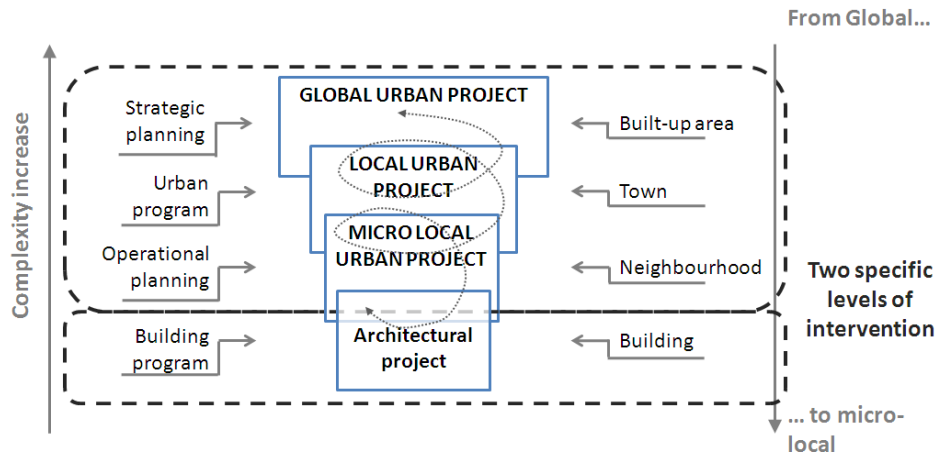 From Global...
Complexity increase
Strategic
planning
GLOBAL URBAN PROJECT
Built-up area
Urban
program
LOCAL URBAN
PROJECT
Town
Operational
planning
MICRO LOCAL
URBAN PROJECT
Neighbourhood
Two specific
levels of
intervention
Building
program
Architectural
project
Building
... to micro-
local